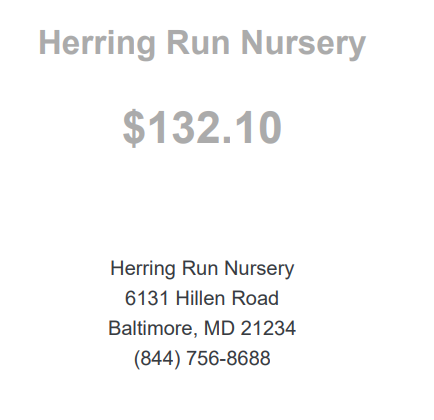 Herring Run Nursery
$132.10
Herring Run Nursery
6131 Hillen Road
Baltimore, MD 21234
(844) 756-8688